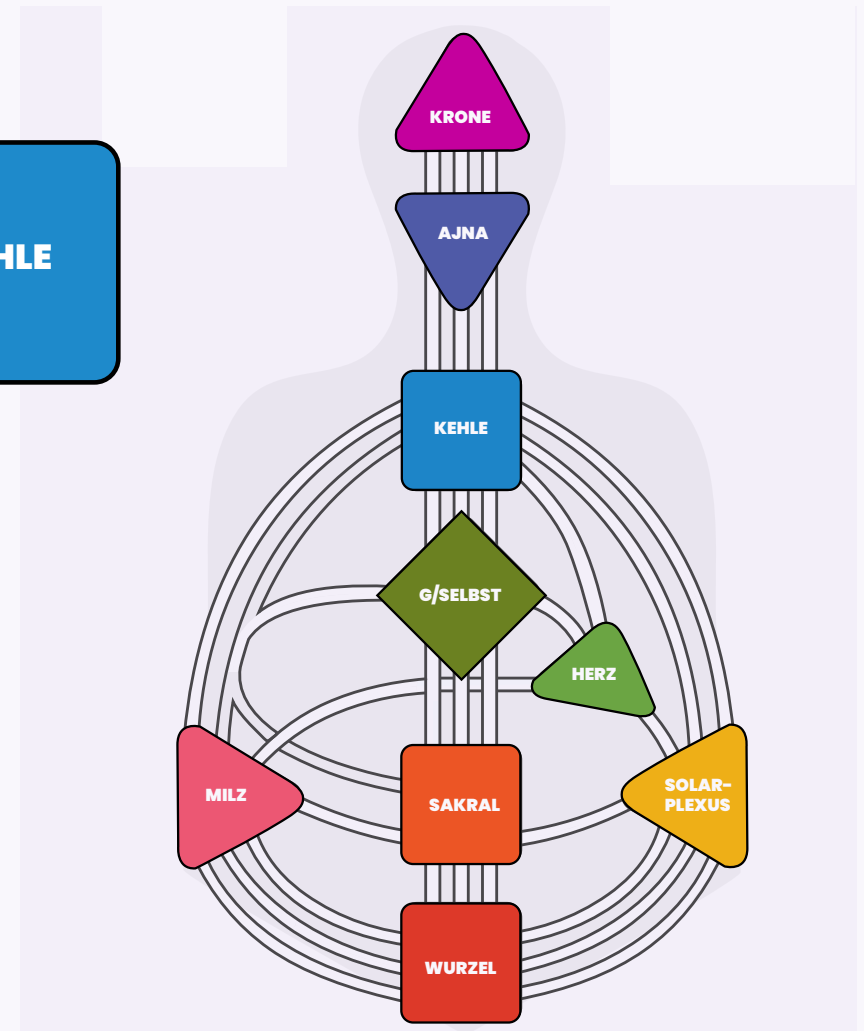 KRONE
AJNA
HLE
KEHLE
G/SELBST
HERZ
MILZ
SOLAR-
PLEXUS
SAKRAL
WURZEL